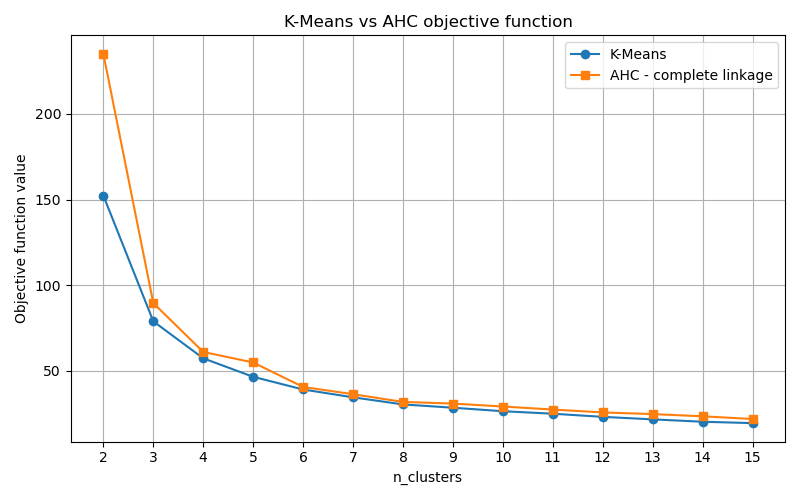 K-Means vs AHC objective function
K-Means
AHC - complete linkage
Objective function value
200
150
100
50
2 3 4 5 6 7 8 9 10 11 12 13 14 15
n_clusters